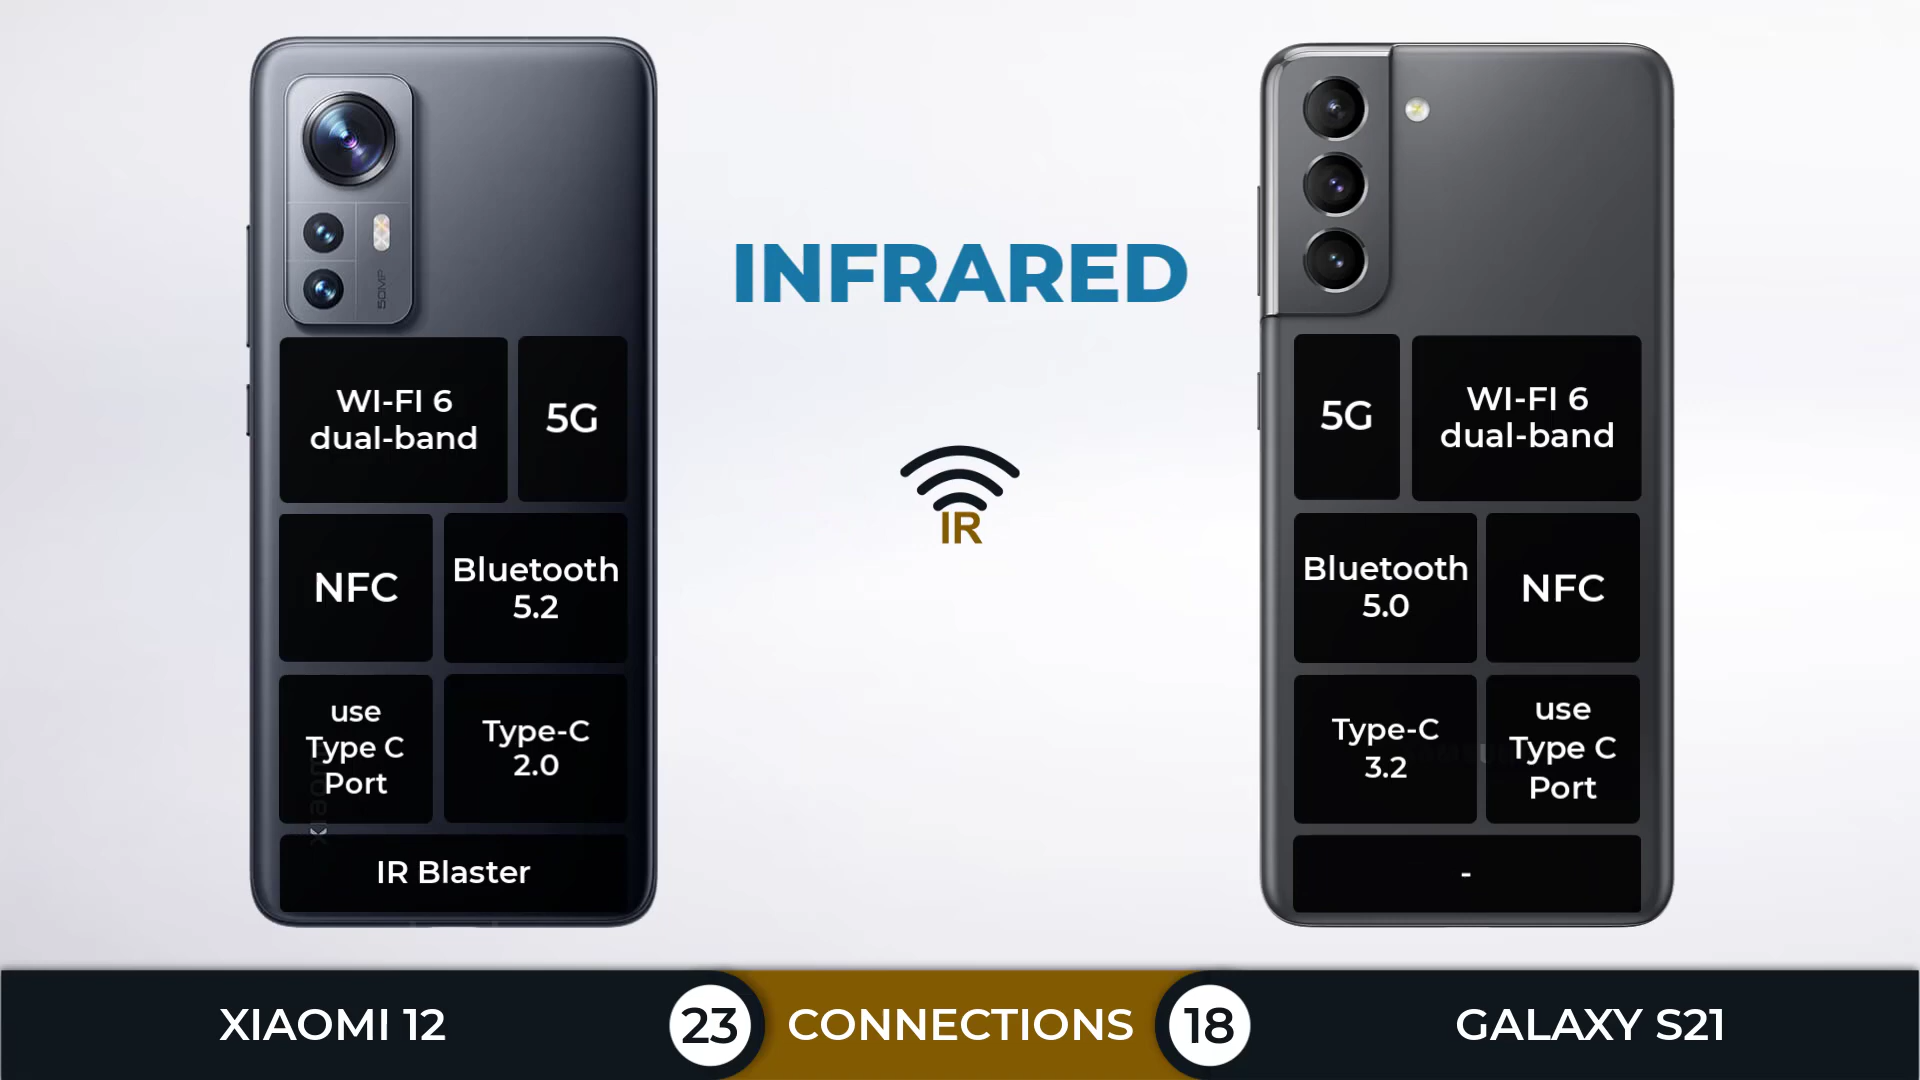 50MP
WI-FI 6
dual-band
5G
NFC
Bluetooth
5.2
use
Type C
Port
Type-C
2.0
xiaomi
IR Blaster
INFRARED
IR
5G
WI-FI 6
dual-band
Bluetooth
5.0
NFC
Type-C
3.2
use
Type C
Port
-
XIAOMI 12
23
CONNECTIONS
18
GALAXY S21